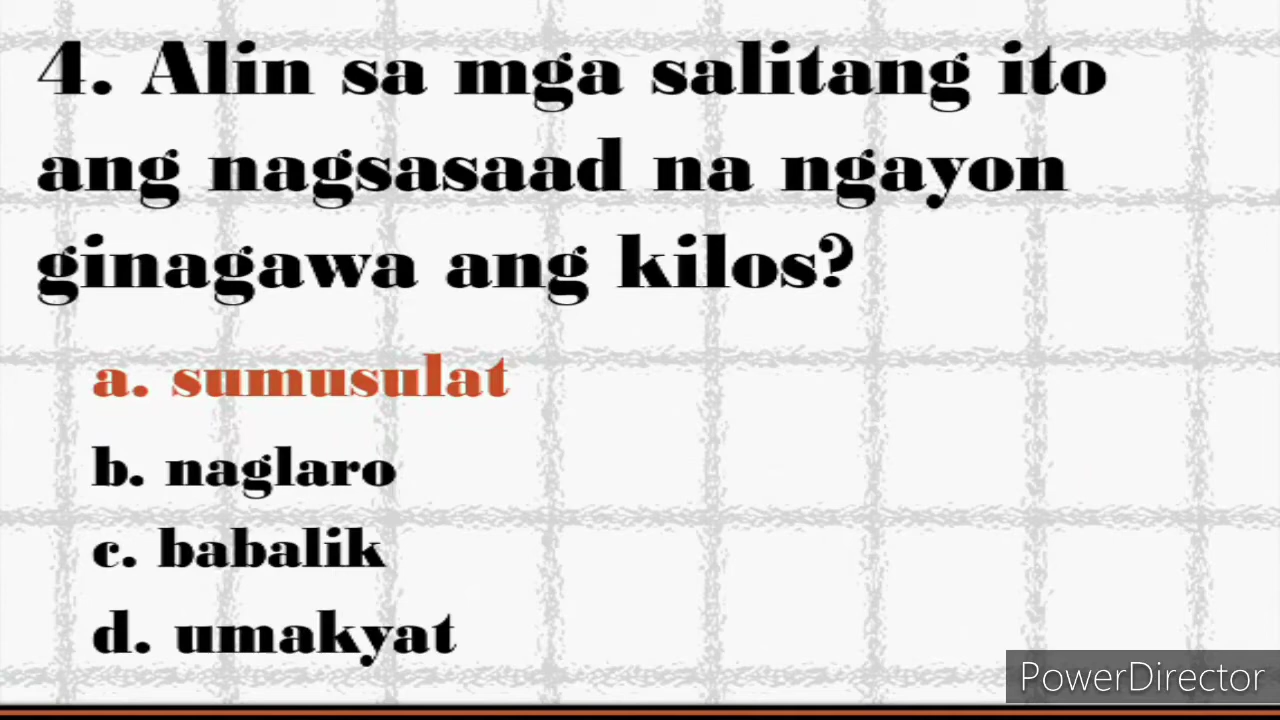 4. Alin sa mga salitang ito
ang nagsasaad na ngayon
ginagawa ang kilos?
a. sumusulat
b. naglaro
c. babalik
d. umakyat
PowerDirector